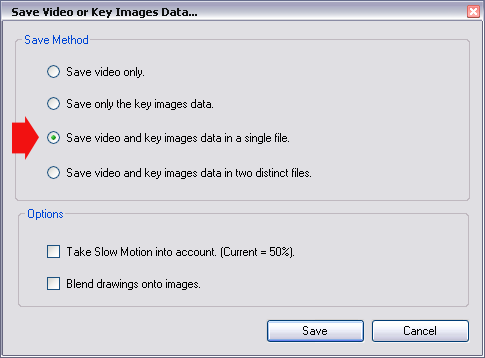 Save Video or Key Images Data...
Save Method
Save video only.
Save only the key images data.
Save video and key images data in a single file.
Save video and key images data in two distinct files.
Options
Take Slow Motion into account. (Current = 50%).
Blend drawings onto images.
Save Cancel